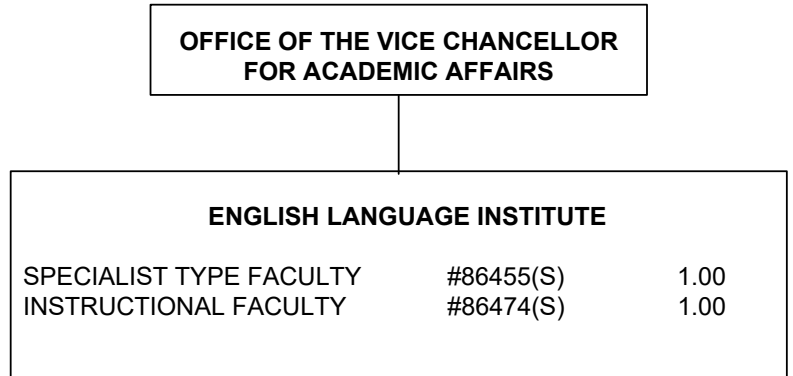 OFFICE OF THE VICE CHANCELLOR
FOR ACADEMIC AFFAIRS
ENGLISH LANGUAGE INSTITUTE
SPECIALIST TYPE FACULTY #86455(S) 1.00
INSTRUCTIONAL FACULTY #86474(S) 1.00